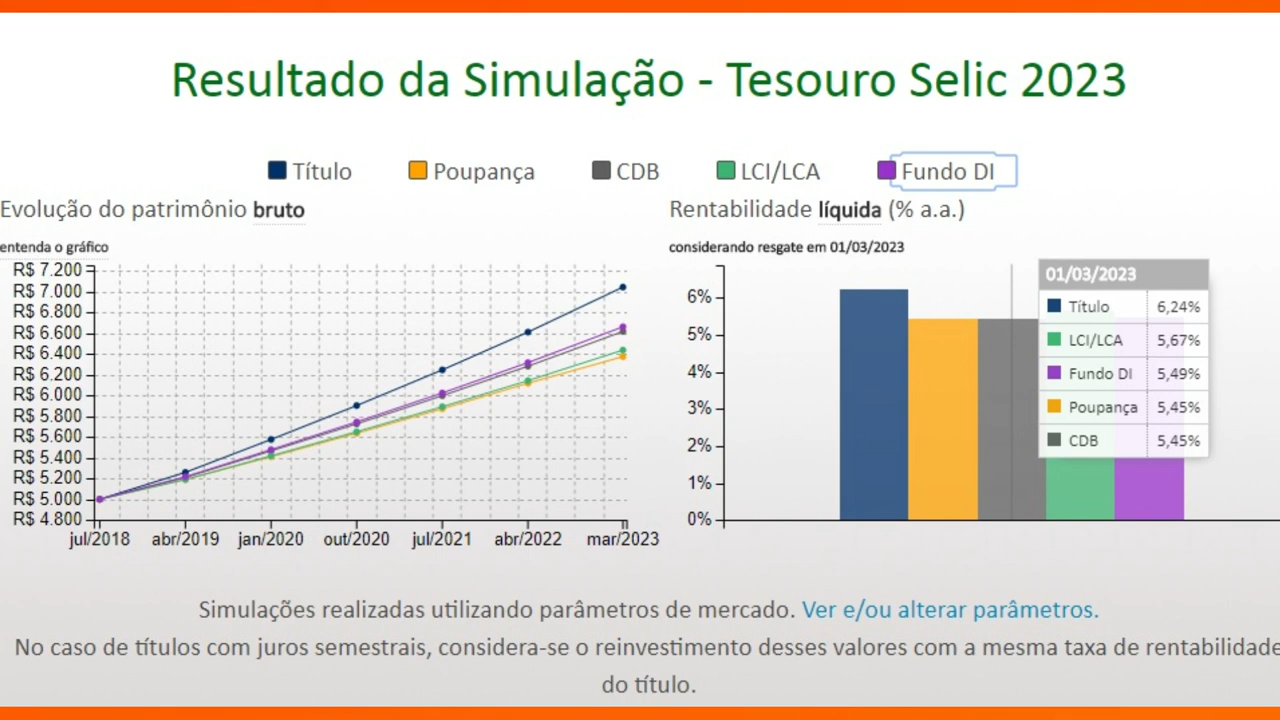 Resultado da Simulação - Tesouro Selic 2023
Título Poupança CDB LCI/LCA Fundo DI
Evolução do patrimônio bruto
entenda o gráfico
R$ 7.200
R$ 7.000
R$ 6.800
R$ 6.600
R$ 6.400
R$ 6.200
R$ 6.000
R$ 5.800
R$ 5.600
R$ 5.400
R$ 5.200
R$ 5.000
R$ 4.800
jul/2018 abr/2019 jan/2020 out/2020 jul/2021 abr/2022 mar/2023
Rentabilidade líquida (% a.a.)
considerando resgate em 01/03/2023
6%
5%
4%
3%
2%
1%
0%
01/03/2023
Título 6,24%
LCI/LCA 5,67%
Fundo DI 5,49%
Poupança 5,45%
CDB 5,45%
Simulações realizadas utilizando parâmetros de mercado. Ver e/ou alterar parâmetros.
No caso de títulos com juros semestrais, considera-se o reinvestimento desses valores com a mesma taxa de rentabilidade
do título.